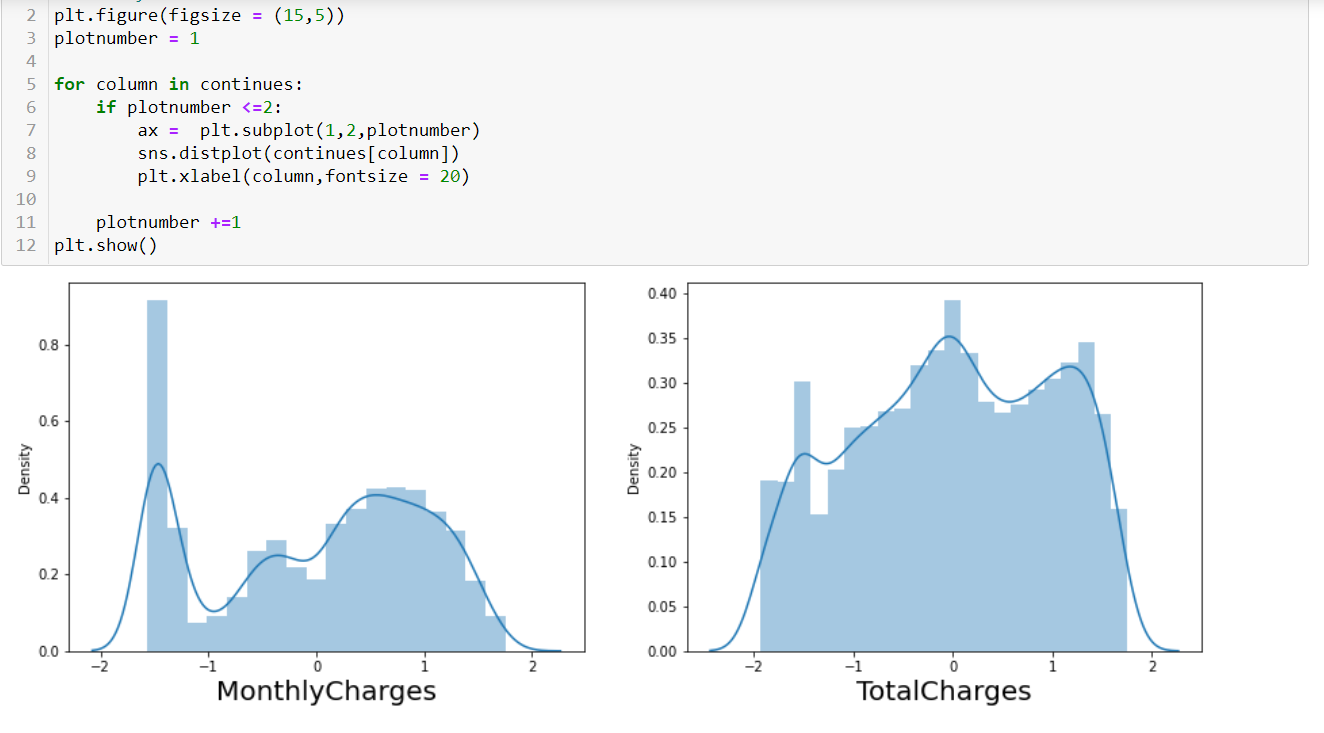 2 plt.figure(figsize = (15,5))
3 plotnumber = 1
4
5 for column in continues:
6     if plotnumber <=2:
7         ax =  plt.subplot(1,2,plotnumber)
8         sns.distplot(continues[column])
9         plt.xlabel(column,fontsize = 20)
10
11     plotnumber +=1
12 plt.show()
Density
0.8
0.6
0.4
0.2
0.0
−2 −1 0 1 2
MonthlyCharges
Density
0.40
0.35
0.30
0.25
0.20
0.15
0.10
0.05
0.00
−2 −1 0 1 2
TotalCharges